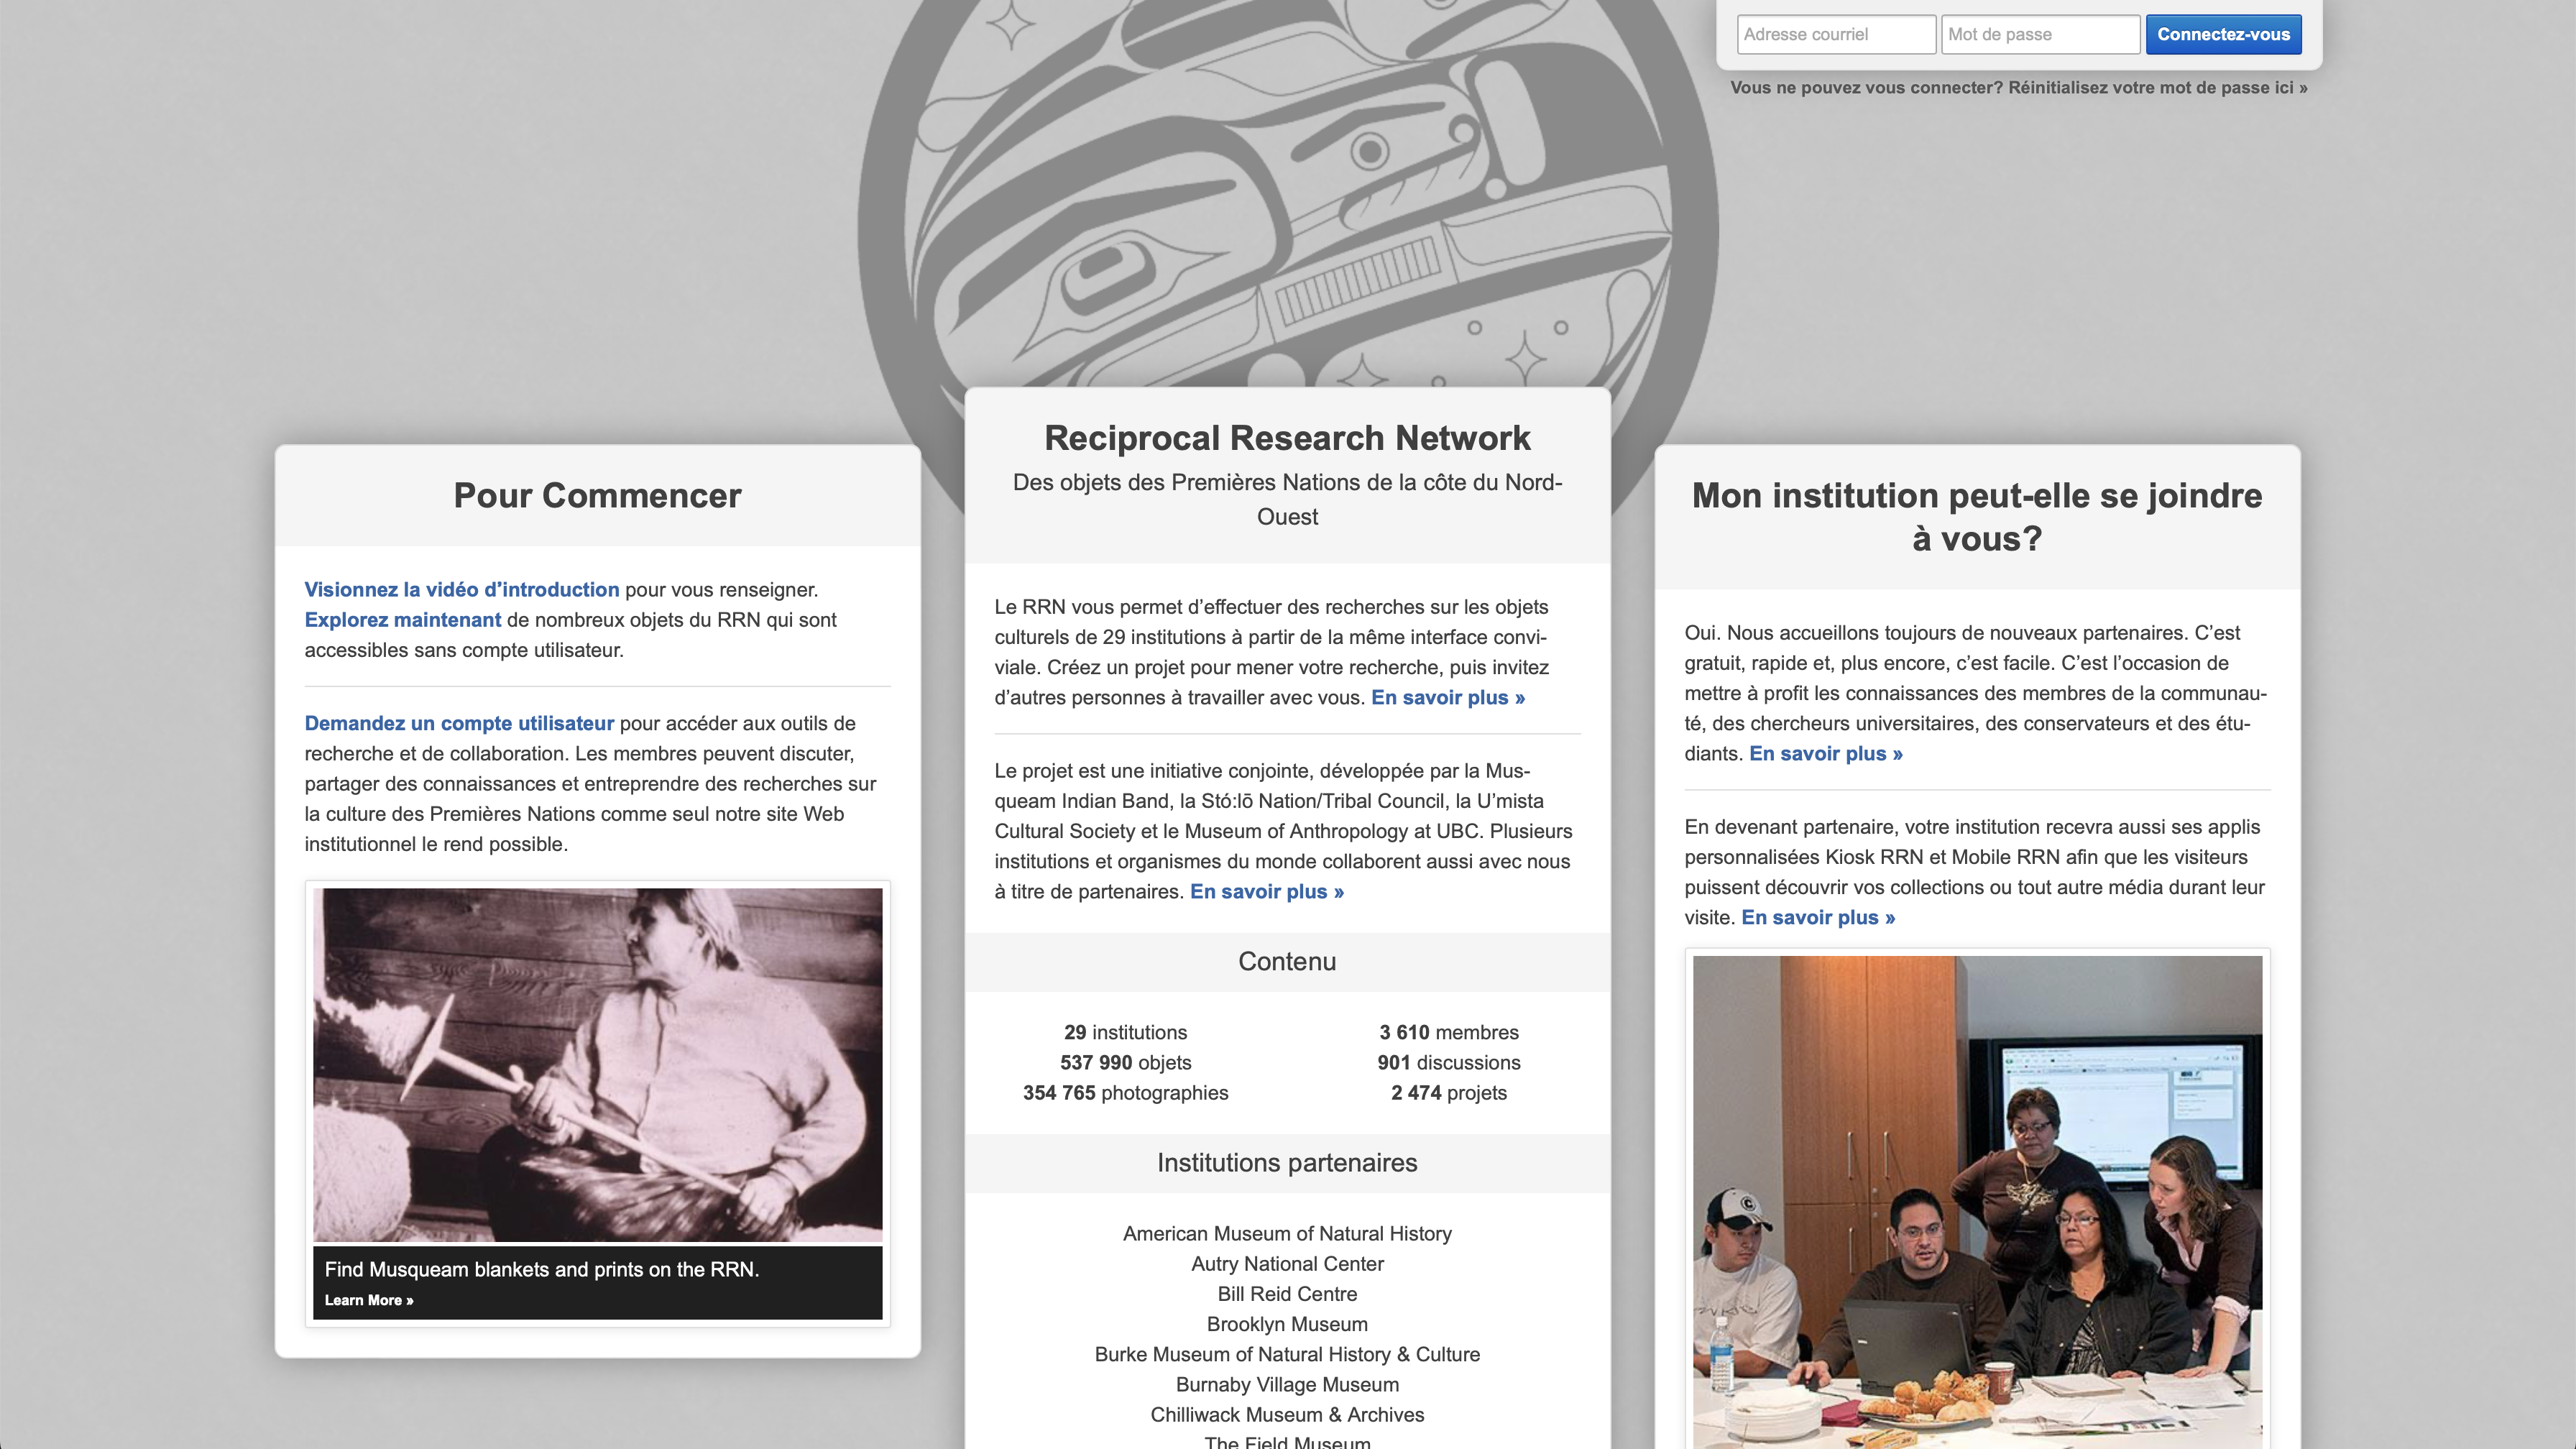 Adresse courriel
Mot de passe
Connectez-vous
Vous ne pouvez vous connecter? Réinitialisez votre mot de passe ici »
Pour Commencer
Visionnez la vidéo d’introduction pour vous renseigner.
Explorez maintenant de nombreux objets du RRN qui sont
accessibles sans compte utilisateur.
Demandez un compte utilisateur pour accéder aux outils de
recherche et de collaboration. Les membres peuvent discuter,
partager des connaissances et entreprendre des recherches sur
la culture des Premières Nations comme seul notre site Web
institutionnel le rend possible.
Find Musqueam blankets and prints on the RRN.
Learn More »
Reciprocal Research Network
Des objets des Premières Nations de la côte du Nord-
Ouest
Le RRN vous permet d’effectuer des recherches sur les objets
culturels de 29 institutions à partir de la même interface convi-
viale. Créez un projet pour mener votre recherche, puis invitez
d’autres personnes à travailler avec vous. En savoir plus »
Le projet est une initiative conjointe, développée par la Mus-
queam Indian Band, la Stó:lō Nation/Tribal Council, la U’mista
Cultural Society et le Museum of Anthropology at UBC. Plusieurs
institutions et organismes du monde collaborent aussi avec nous
à titre de partenaires. En savoir plus »
Contenu
29 institutions
537 990 objets
354 765 photographies
3 610 membres
901 discussions
2 474 projets
Institutions partenaires
American Museum of Natural History
Autry National Center
Bill Reid Centre
Brooklyn Museum
Burke Museum of Natural History & Culture
Burnaby Village Museum
Chilliwack Museum & Archives
The Field Museum
Mon institution peut-elle se joindre
à vous?
Oui. Nous accueillons toujours de nouveaux partenaires. C’est
gratuit, rapide et, plus encore, c’est facile. C’est l’occasion de
mettre à profit les connaissances des membres de la communau-
té, des chercheurs universitaires, des conservateurs et des étu-
diants. En savoir plus »
En devenant partenaire, votre institution recevra aussi ses applis
personnalisées Kiosk RRN et Mobile RRN afin que les visiteurs
puissent découvrir vos collections ou tout autre média durant leur
visite. En savoir plus »